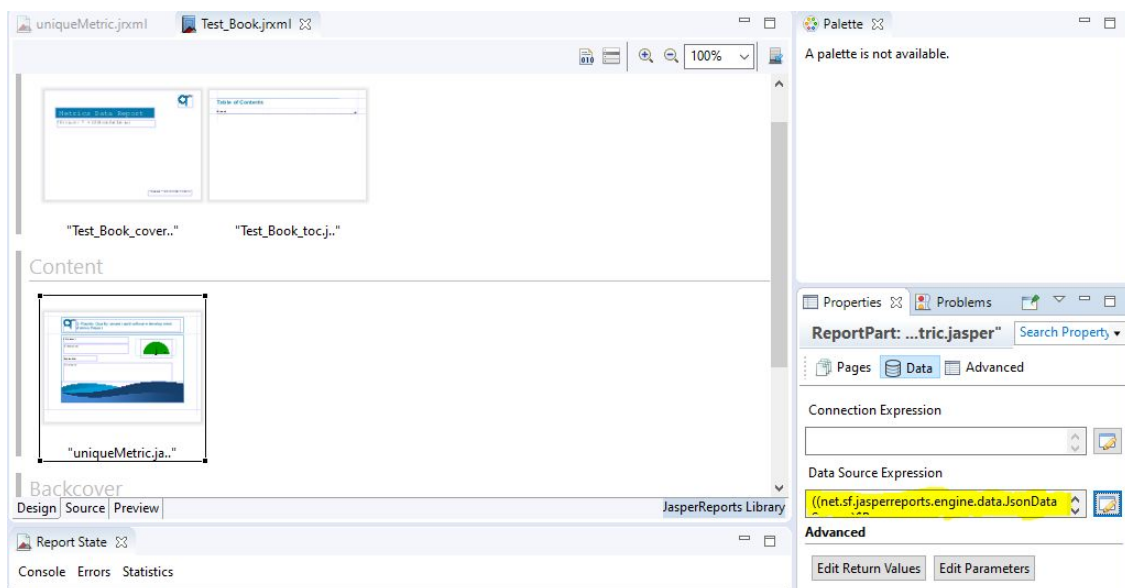 uniqueMetric.jrxml
Test_Book.jrxml
Palette
100%
A palette is not available.
Metrics Data Report
Table of Contents
"Test_Book_cover.."
"Test_Book_toc.j.."
Content
"uniqueMetric.ja.."
Backcover
Design Source Preview
JasperReports Library
Report State
Console Errors Statistics
Properties
Problems
ReportPart: ...tric.jasper"
Search Property
Pages
Data
Advanced
Connection Expression
Data Source Expression
((net.sf.jasperreports.engine.data.JsonData
Advanced
Edit Return Values
Edit Parameters